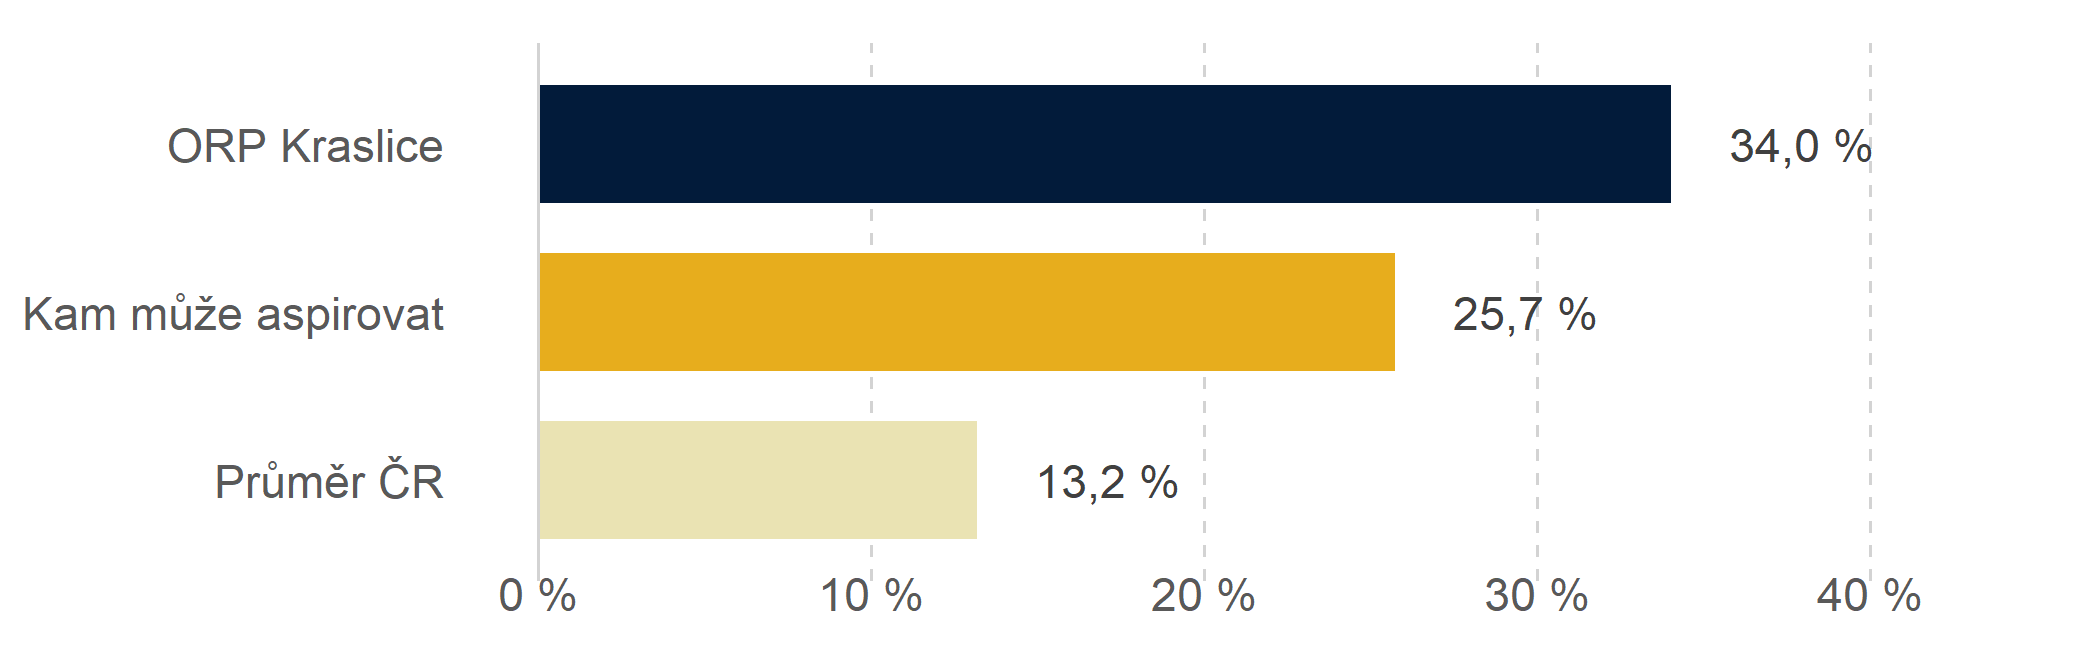 ORP Kraslice
34,0 %
Kam může aspirovat
25,7 %
Průměr ČR
13,2 %
0 %
10 %
20 %
30 %
40 %